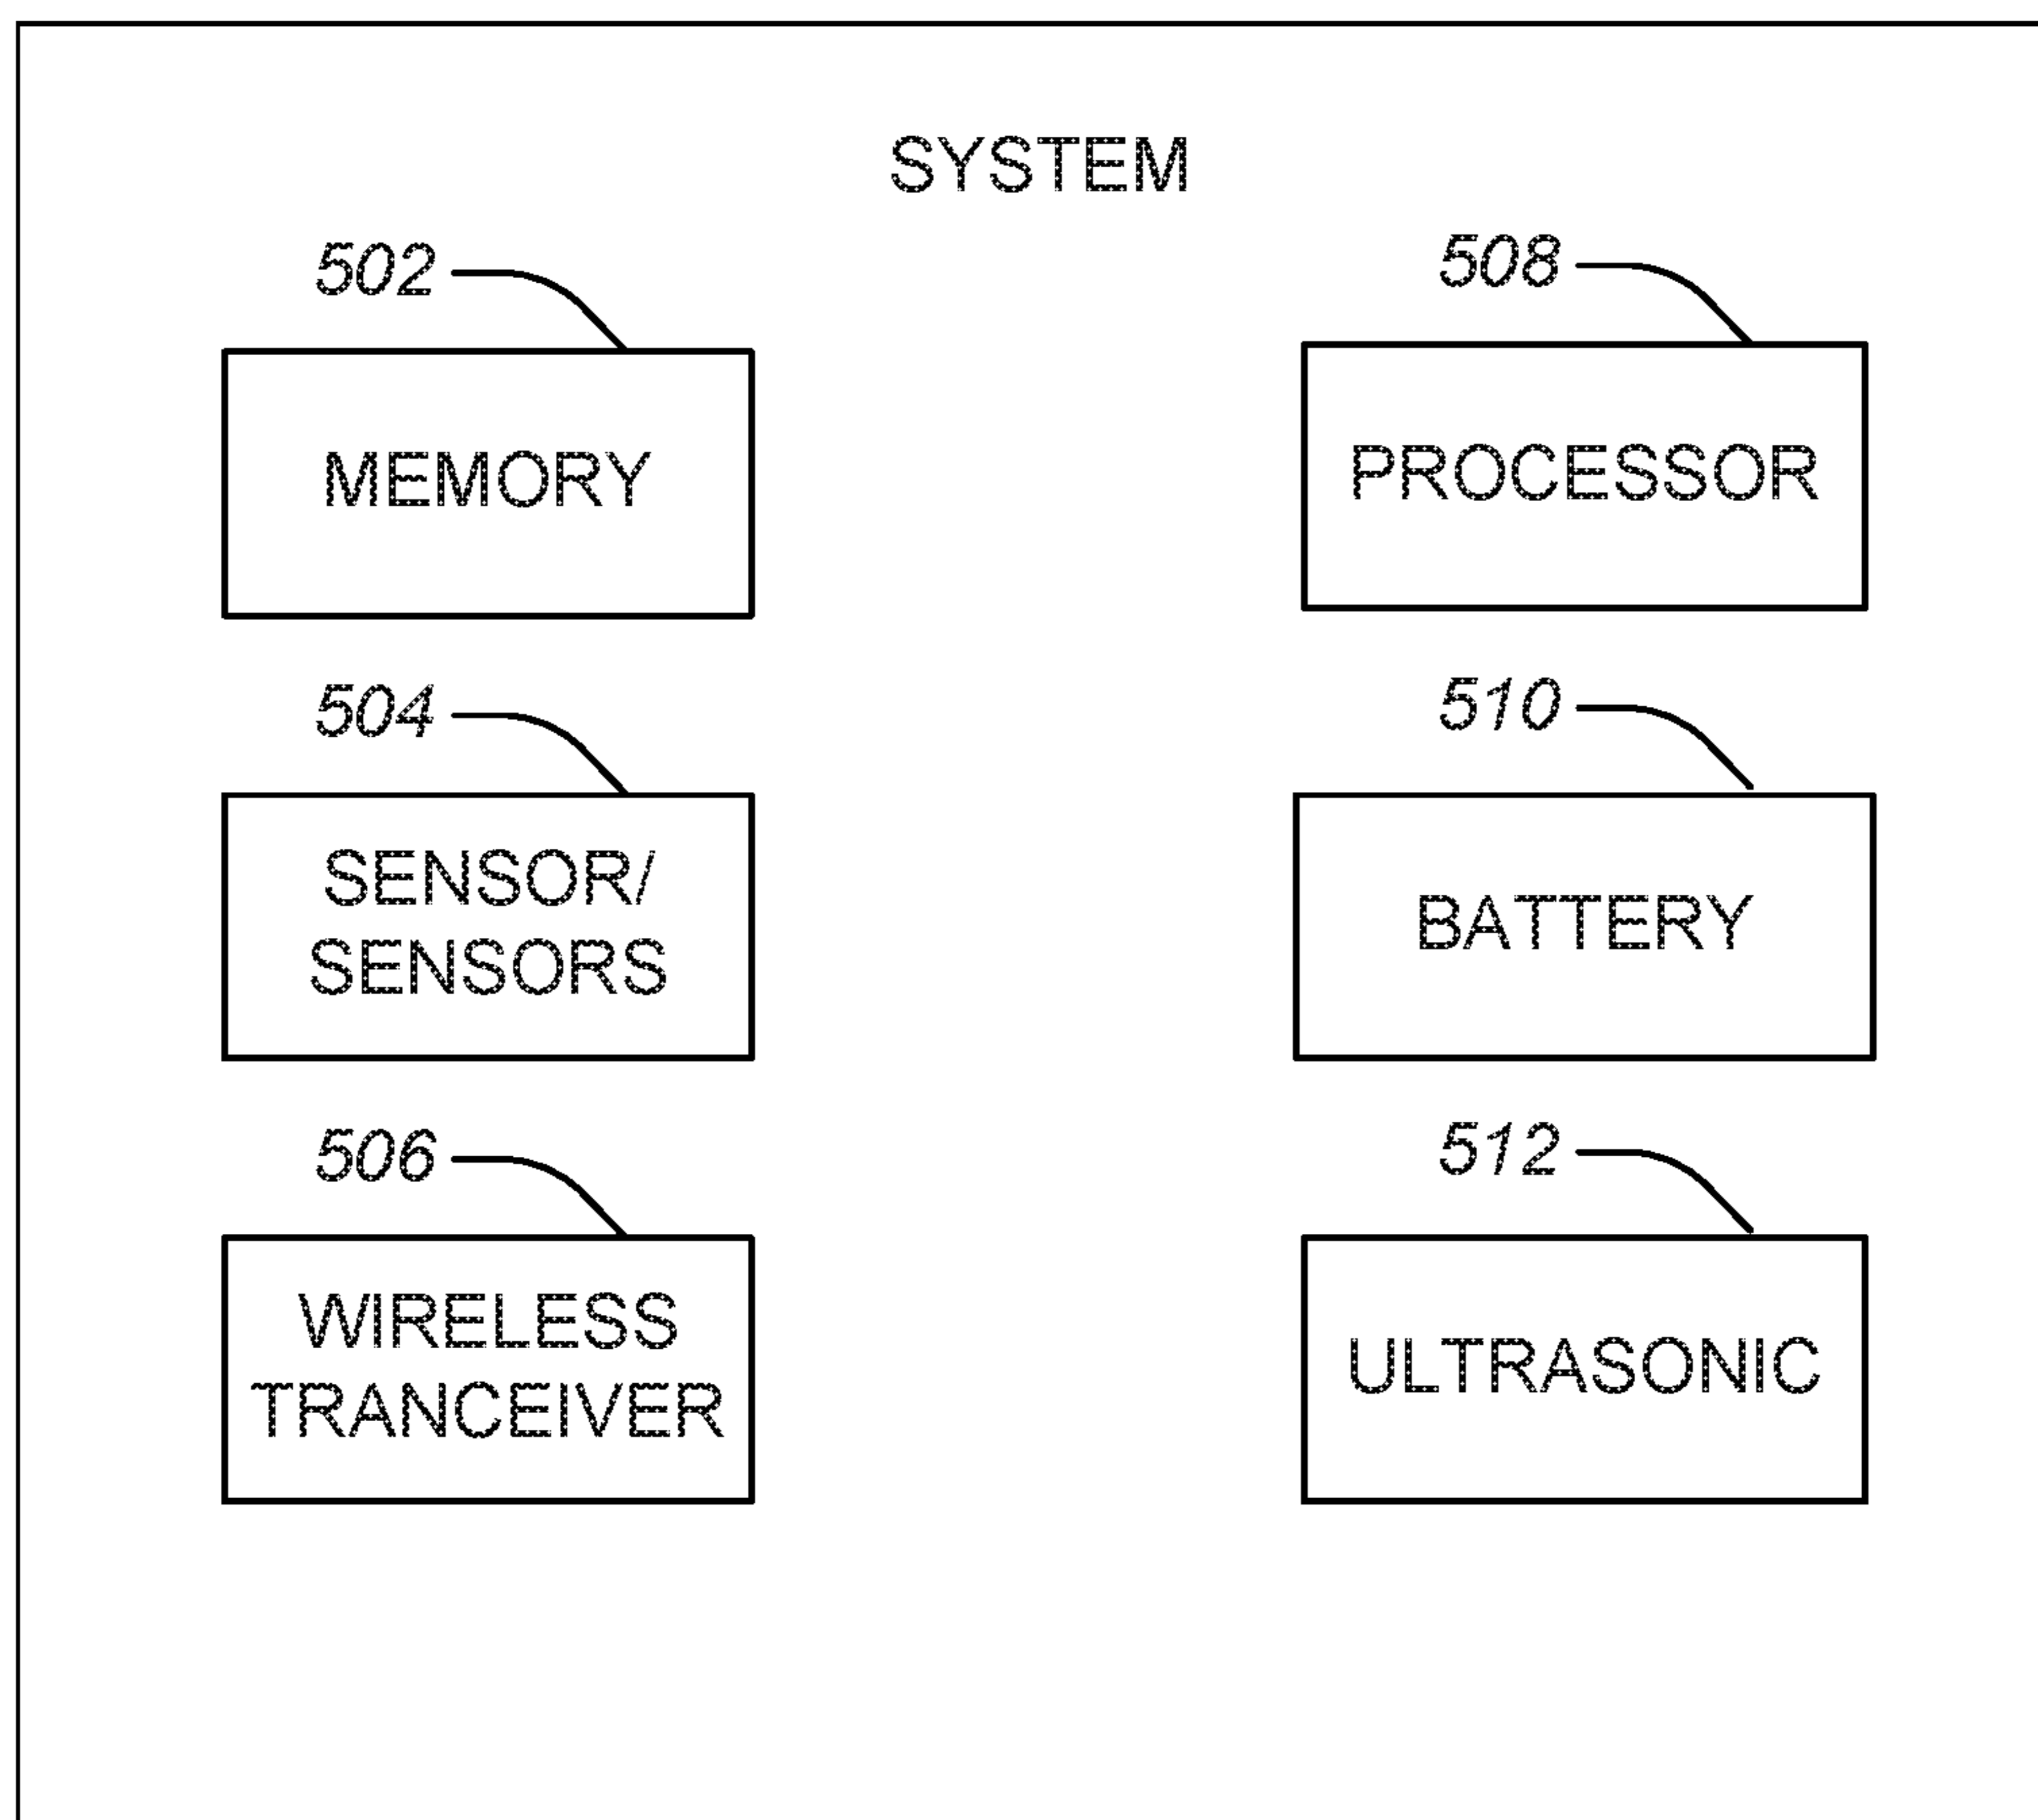 SYSTEM
502
MEMORY
508
PROCESSOR
504
SENSOR/
SENSORS
510
BATTERY
506
WIRELESS
TRANCEIVER
512
ULTRASONIC